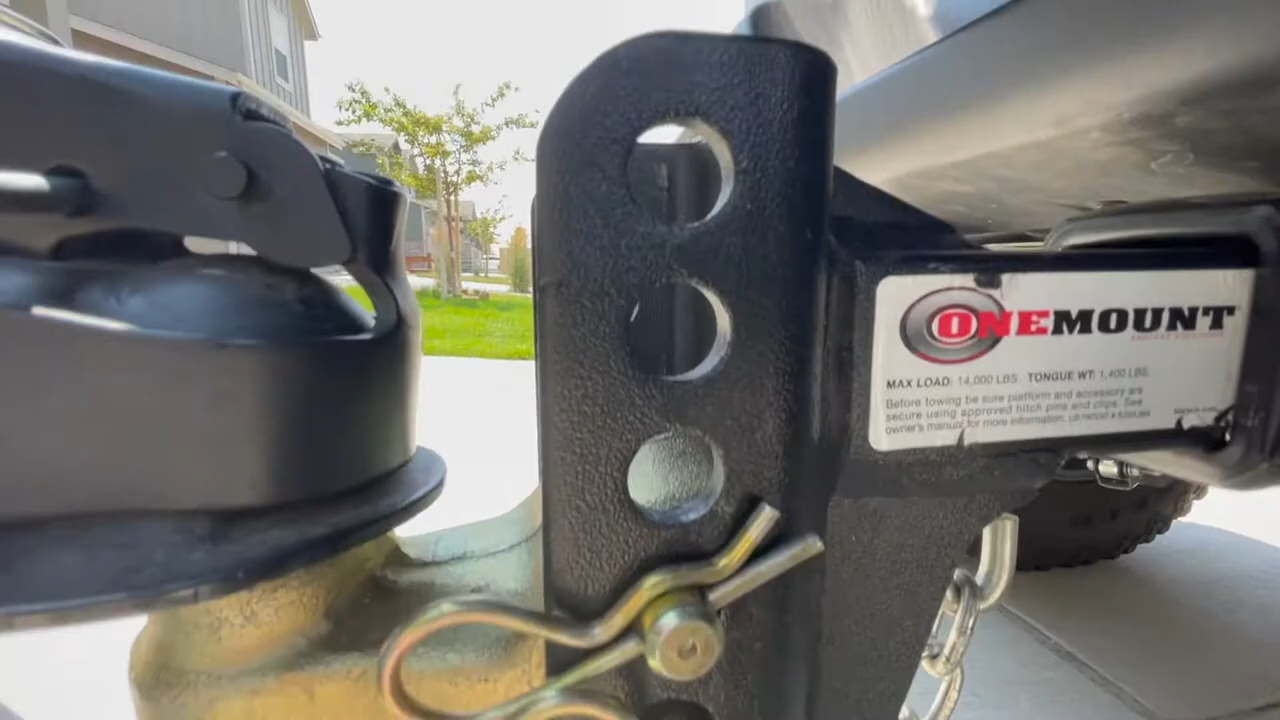 ONEMOUNT
MAX LOAD: 14,000 LBS TONGUE WT: 1,400 LBS.
Before towing be sure platform and accessory are
secure using approved hitch pins and clips. See
owner's manual for more information.